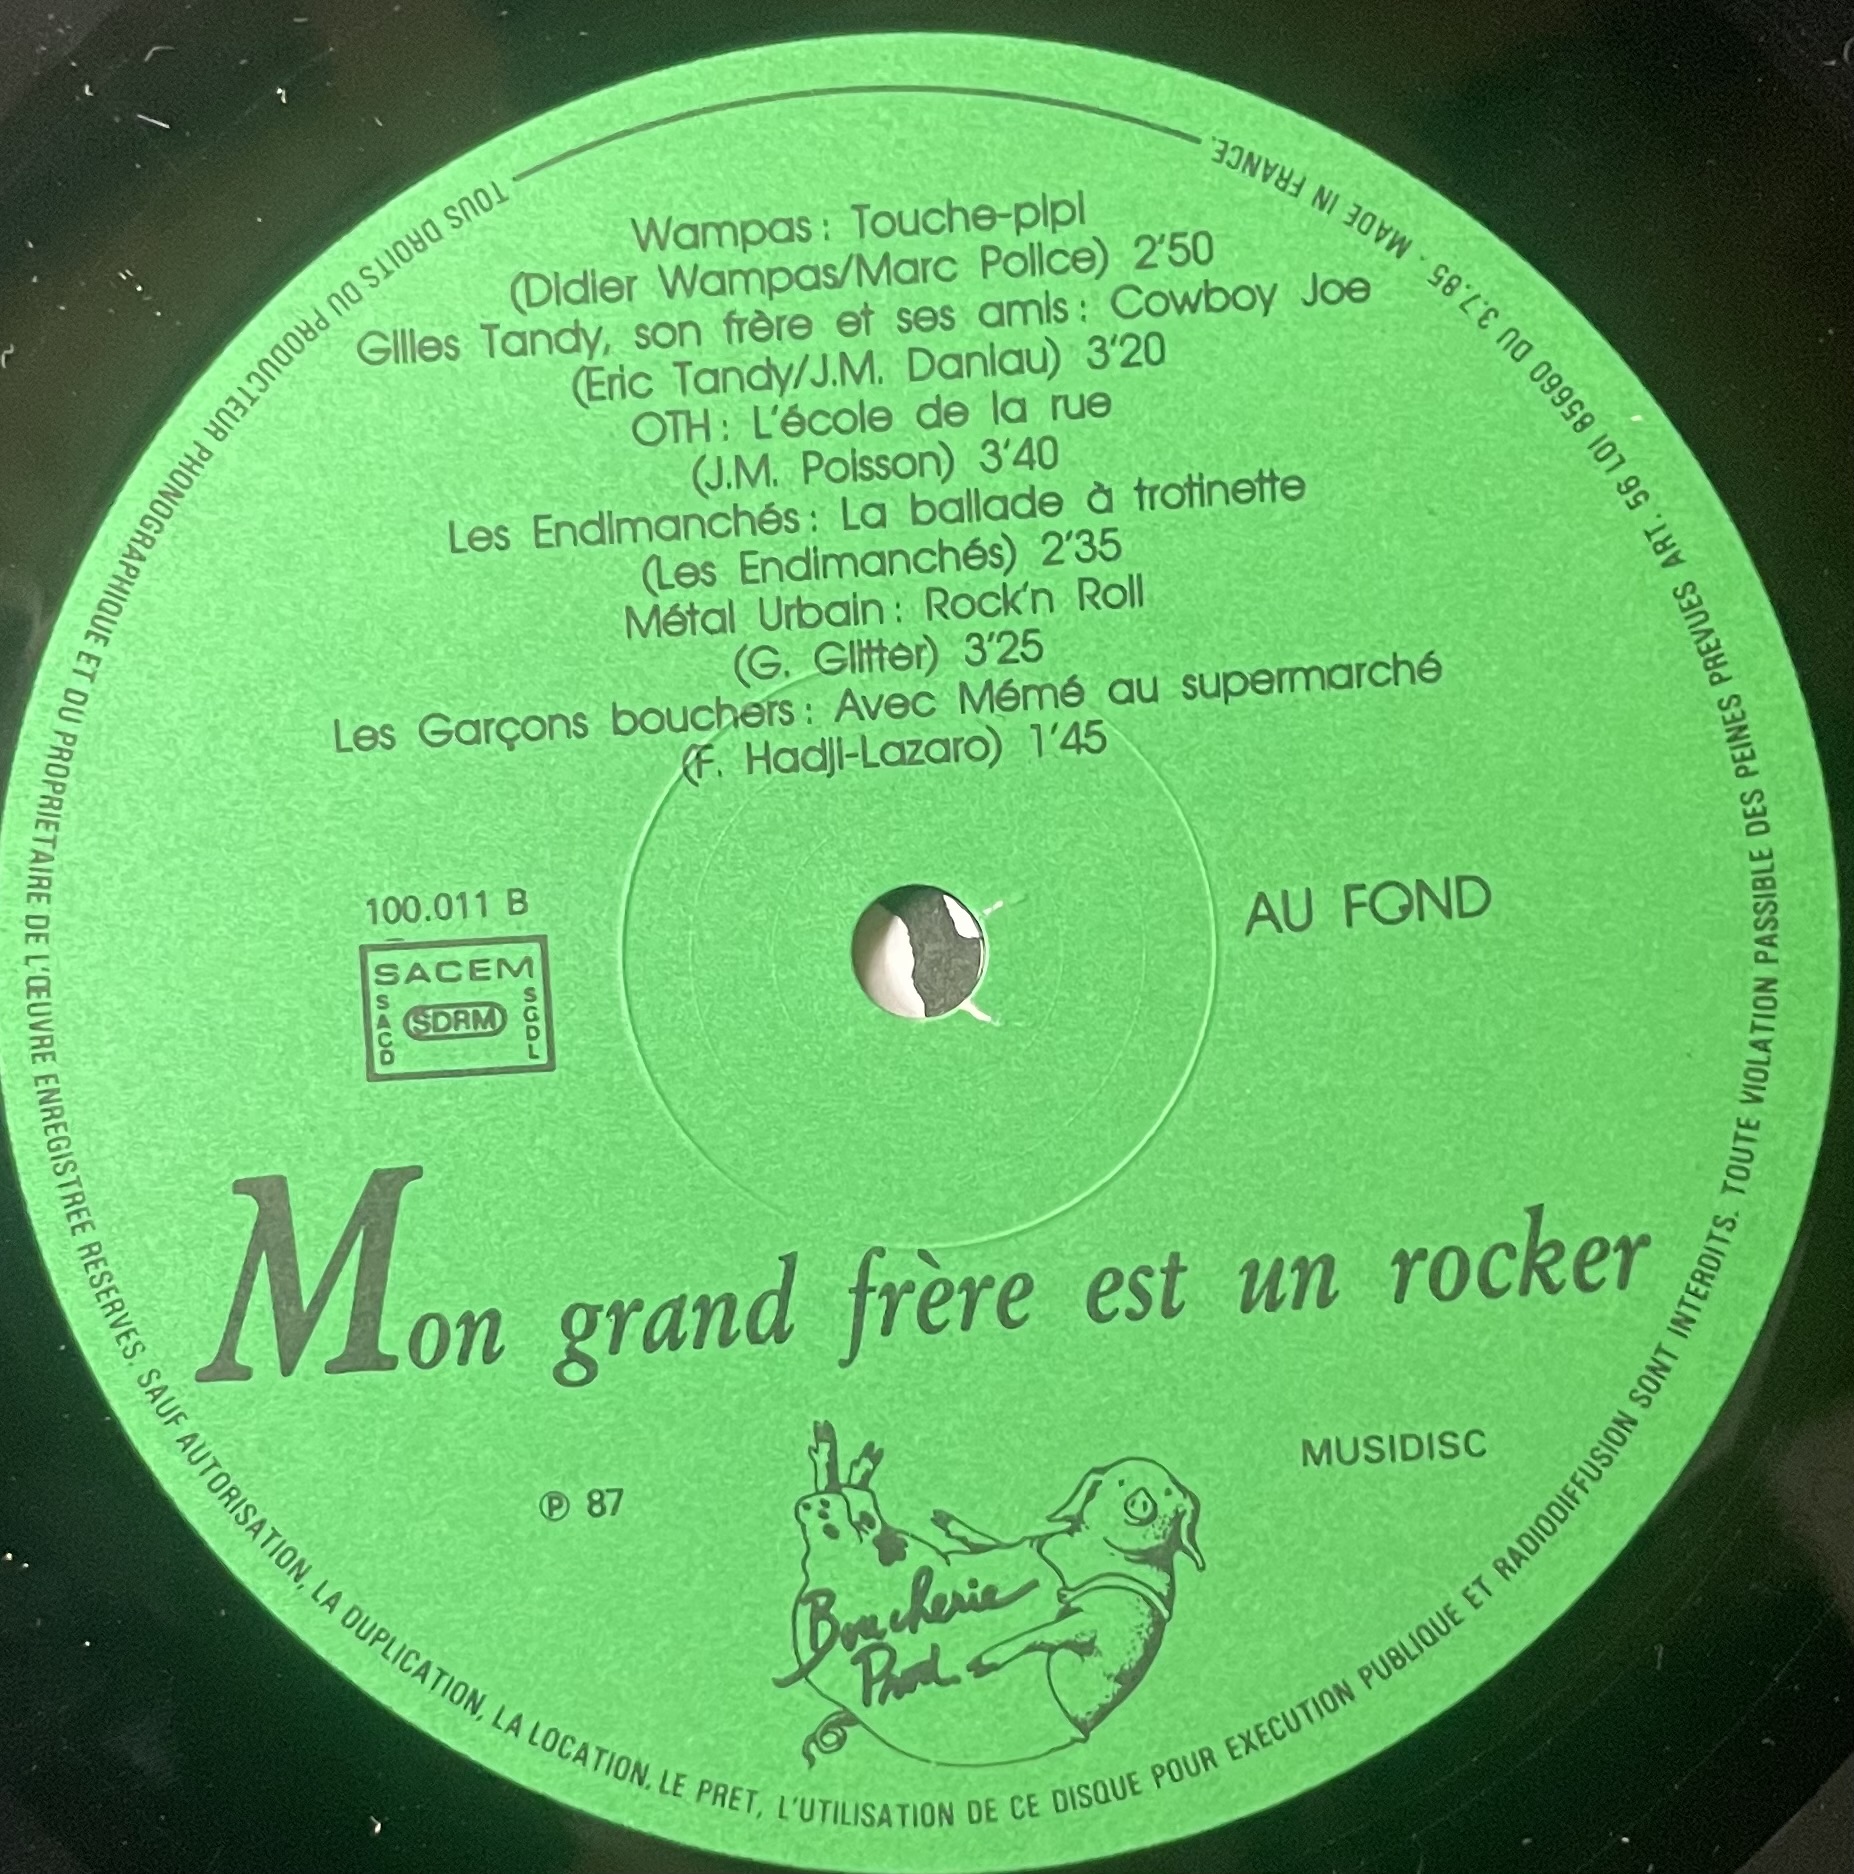 Wampas : Touche-pipi
(Didier Wampas/Marc Police) 2'50
Gilles Tandy, son frère et ses amis : Cowboy Joe
(Eric Tandy/J.M. Daniau) 3'20
OTH : L'école de la rue
(J.M. Poisson) 3'40
Les Endimanchés : La ballade à trotinette
(Les Endimanchés) 2'35
Métal Urbain : Rock'n Roll
(G. Glitter) 3'25
Les Garçons bouchers : Avec Mémé au supermarché
(F. Hadji-Lazaro) 1'45
100.011 B
AU FOND
SACEM
SACD
SDRM
SGDL
Mon grand frère est un rocker
MUSIDISC
℗ 87
Boucherie
Prod.
TOUS DROITS DU PRODUCTEUR PHONOGRAPHIQUE ET DU PROPRIETAIRE DE L'ŒUVRE ENREGISTREE RESERVES. SAUF AUTORISATION, LA DUPLICATION, LA LOCATION, LE PRET, L'UTILISATION DE CE DISQUE POUR EXECUTION PUBLIQUE ET RADIODIFFUSION SONT INTERDITS. TOUTE VIOLATION PASSIBLE DES PEINES PREVUES ART. 56 LOI 85660 DU 3.7.85 . MADE IN FRANCE.